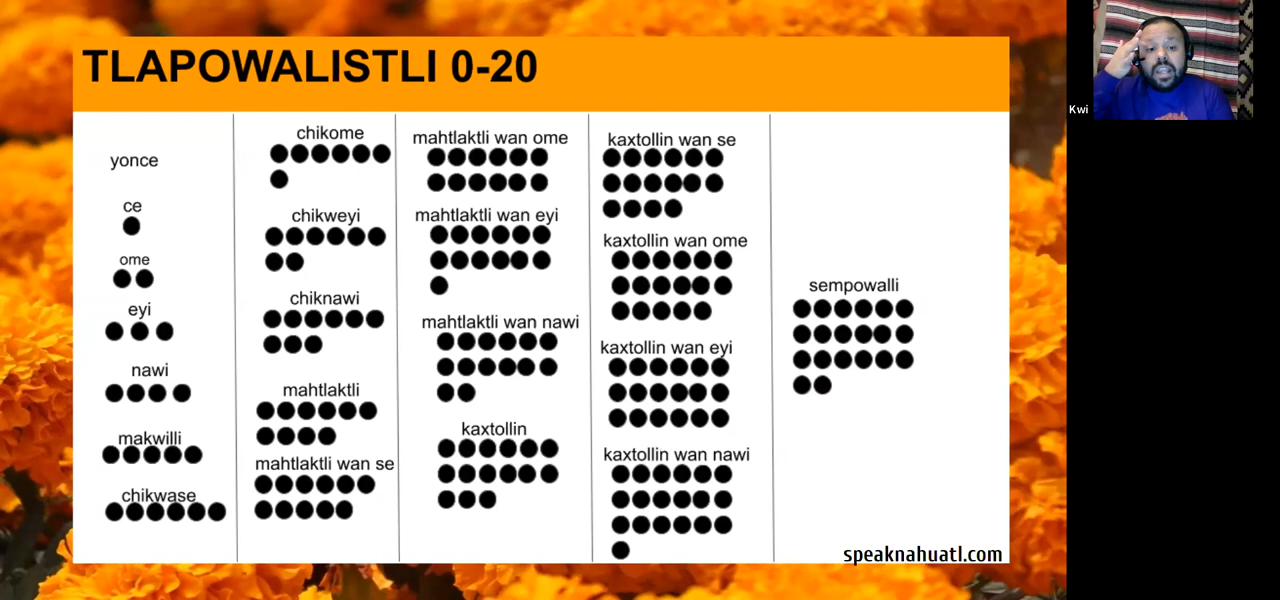 TLAPOWALISTLI 0-20
yonce
ce
ome
eyi
nawi
makwilli
chikwase
chikome
chikweyi
chiknawi
mahtlaktli
mahtlaktli wan se
mahtlaktli wan ome
mahtlaktli wan eyi
mahtlaktli wan nawi
kaxtollin
kaxtollin wan se
kaxtollin wan ome
kaxtollin wan eyi
kaxtollin wan nawi
sempowalli
speaknahuatl.com
Kwi